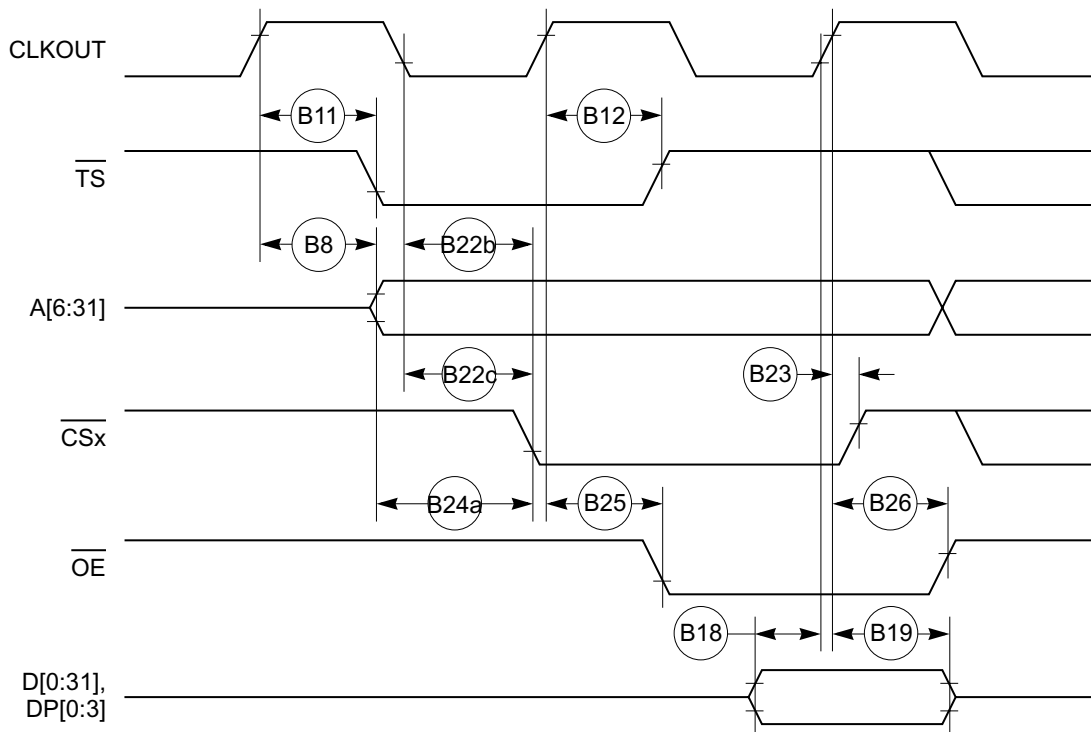 CLKOUT
B11
B12
TS
B8
B22b
A[6:31]
B22c
B23
CSx
B24a
B25
B26
OE
B18
B19
D[0:31],
DP[0:3]